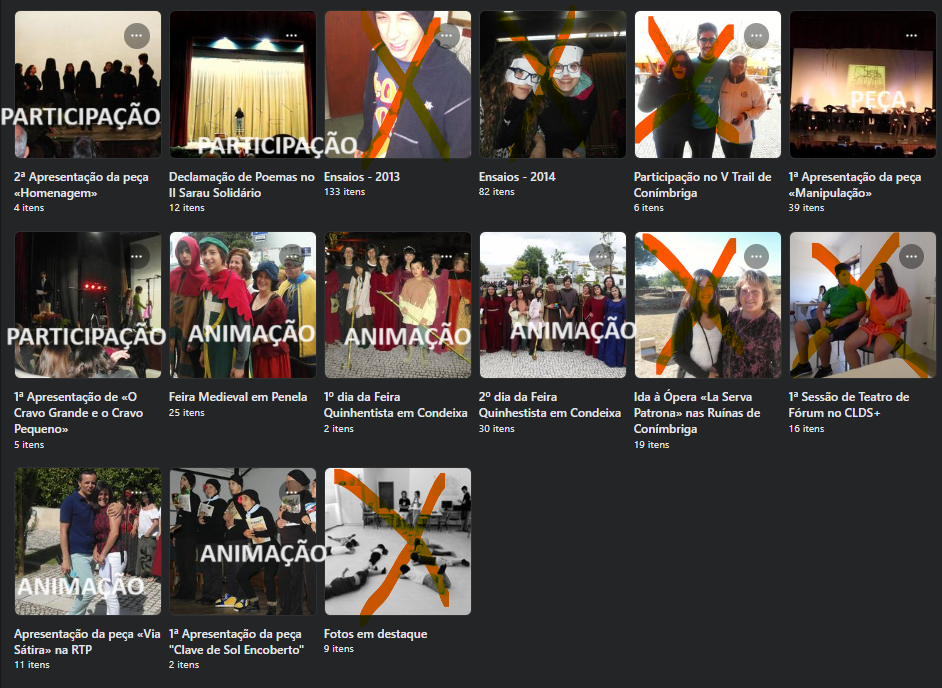 PARTICIPAÇÃO
2ª Apresentação da peça
«Homenagem»
4 itens
PARTICIPAÇÃO
Declamação de Poemas no
II Sarau Solidário
12 itens
Ensaios - 2013
133 itens
Ensaios - 2014
82 itens
Participação no V Trail de
Conímbriga
6 itens
PEÇA
1ª Apresentação da peça
«Manipulação»
39 itens
PARTICIPAÇÃO
1ª Apresentação de «O
Cravo Grande e o Cravo
Pequeno»
5 itens
ANIMAÇÃO
Feira Medieval em Penela
25 itens
ANIMAÇÃO
1º dia da Feira
Quinhentista em Condeixa
2 itens
ANIMAÇÃO
2º dia da Feira
Quinhestista em Condeixa
30 itens
Ida à Ópera «La Serva
Patrona» nas Ruínas de
Conímbriga
19 itens
1ª Sessão de Teatro de
Fórum no CLDS+
16 itens
ANIMAÇÃO
Apresentação da peça «Via
Sátira» na RTP
11 itens
ANIMAÇÃO
1ª Apresentação da peça
"Clave de Sol Encoberto"
2 itens
Fotos em destaque
9 itens